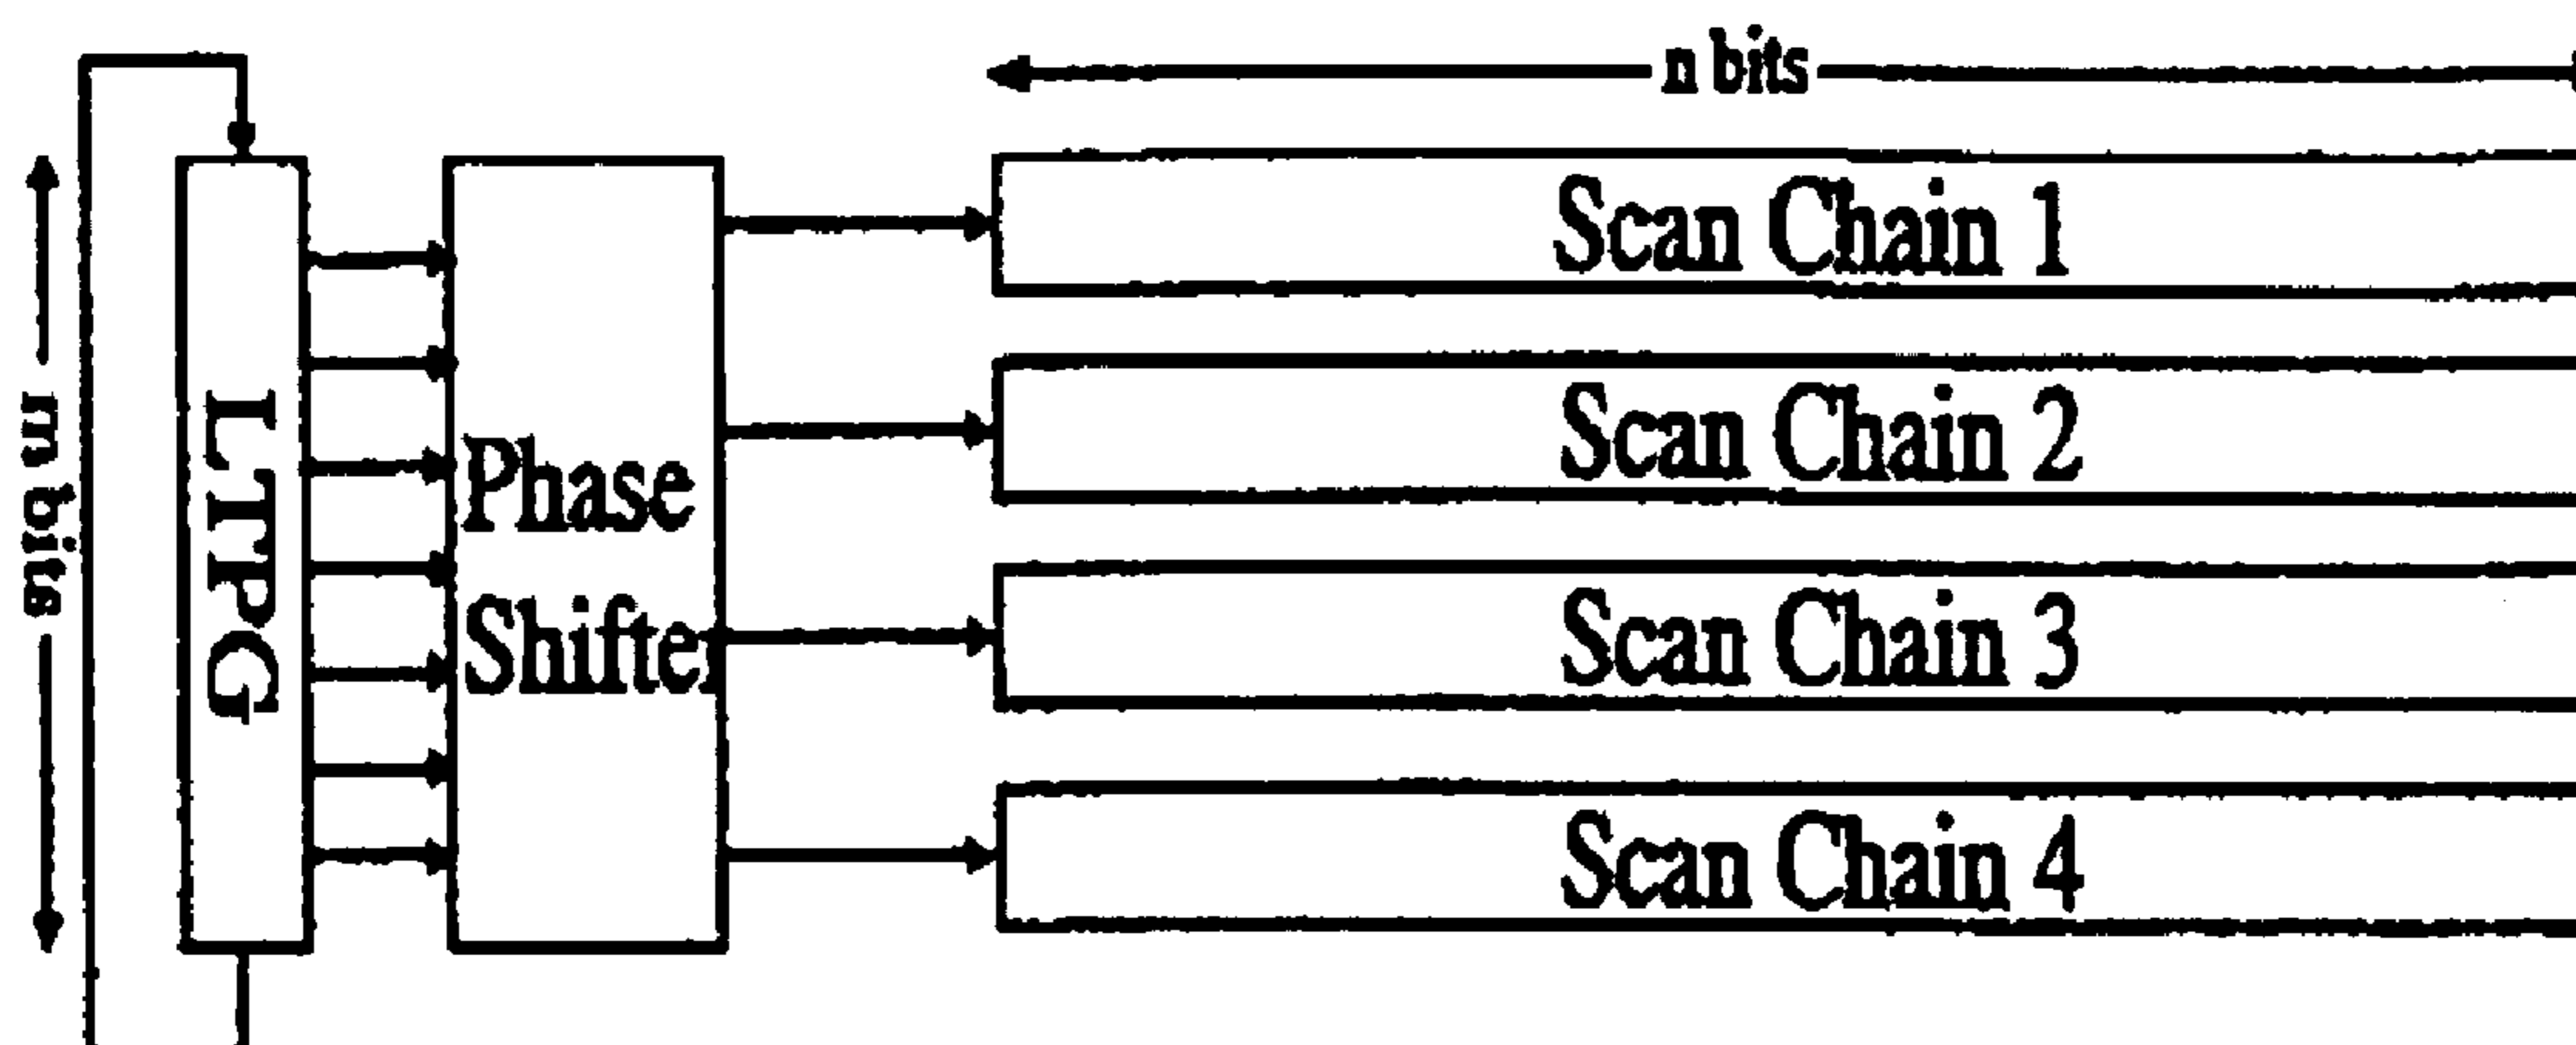 n bits
m bits
LTPG
Phase
Shifter
Scan Chain 1
Scan Chain 2
Scan Chain 3
Scan Chain 4